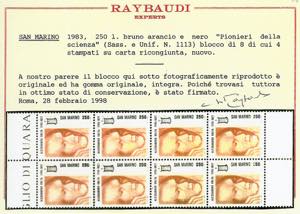 RAYBAUDI
EXPERTS
SAN MARINO 1983, 250 l. bruno arancio e nero "Pionieri della
scienza" (Sass. e Unif. N. 1113) blocco di 8 di cui 4
stampati su carta ricongiunta, nuovo.
A nostro parere il blocco qui sotto fotograficamente riprodotto è
originale ed ha gomma originale, integra. Poiché trovasi tuttora
in ottimo stato di conservazione, è stato firmato.
Roma, 28 febbraio 1998
GLIO DI QUARA
SAN MARINO 250 SAN MARINO 250 SAN MARINO 250 SAN MARINO 250
SAN MARINO 250 SAN MARINO 250 SAN MARINO 250 SAN MARINO 250